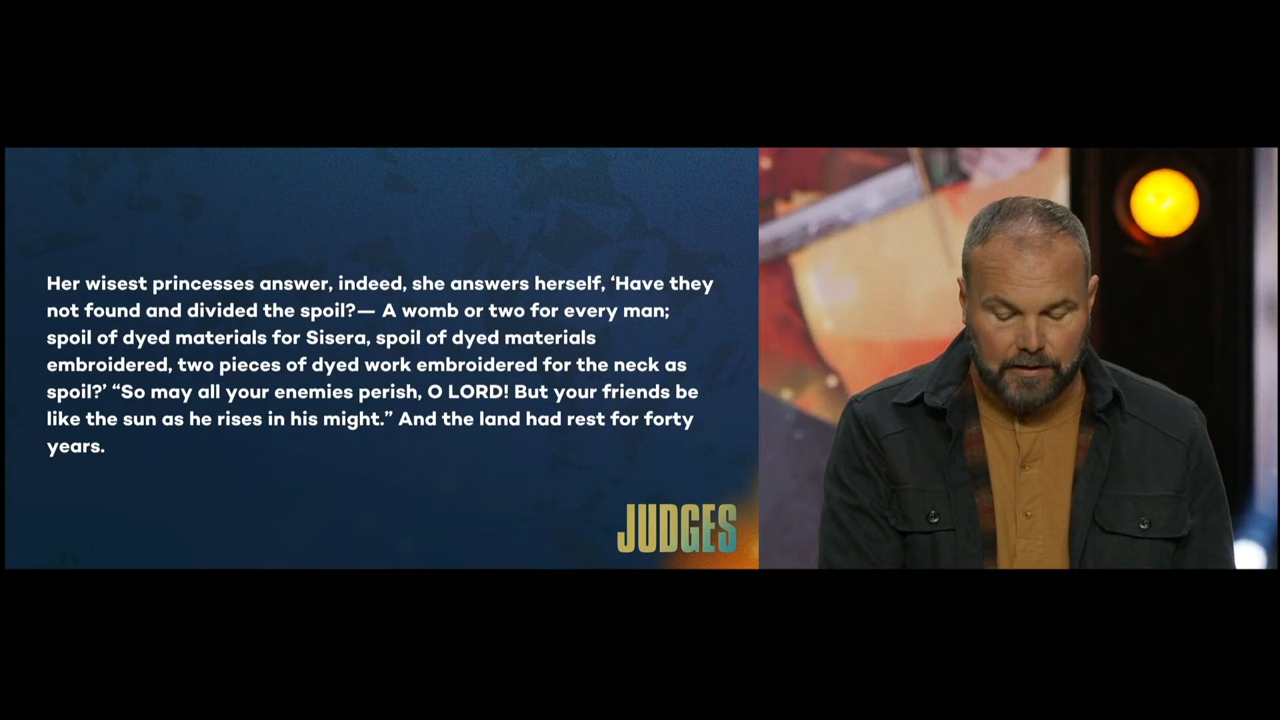 Her wisest princesses answer, indeed, she answers herself, ‘Have they
not found and divided the spoil?— A womb or two for every man;
spoil of dyed materials for Sisera, spoil of dyed materials
embroidered, two pieces of dyed work embroidered for the neck as
spoil?’ “So may all your enemies perish, O LORD! But your friends be
like the sun as he rises in his might.” And the land had rest for forty
years.
JUDGES